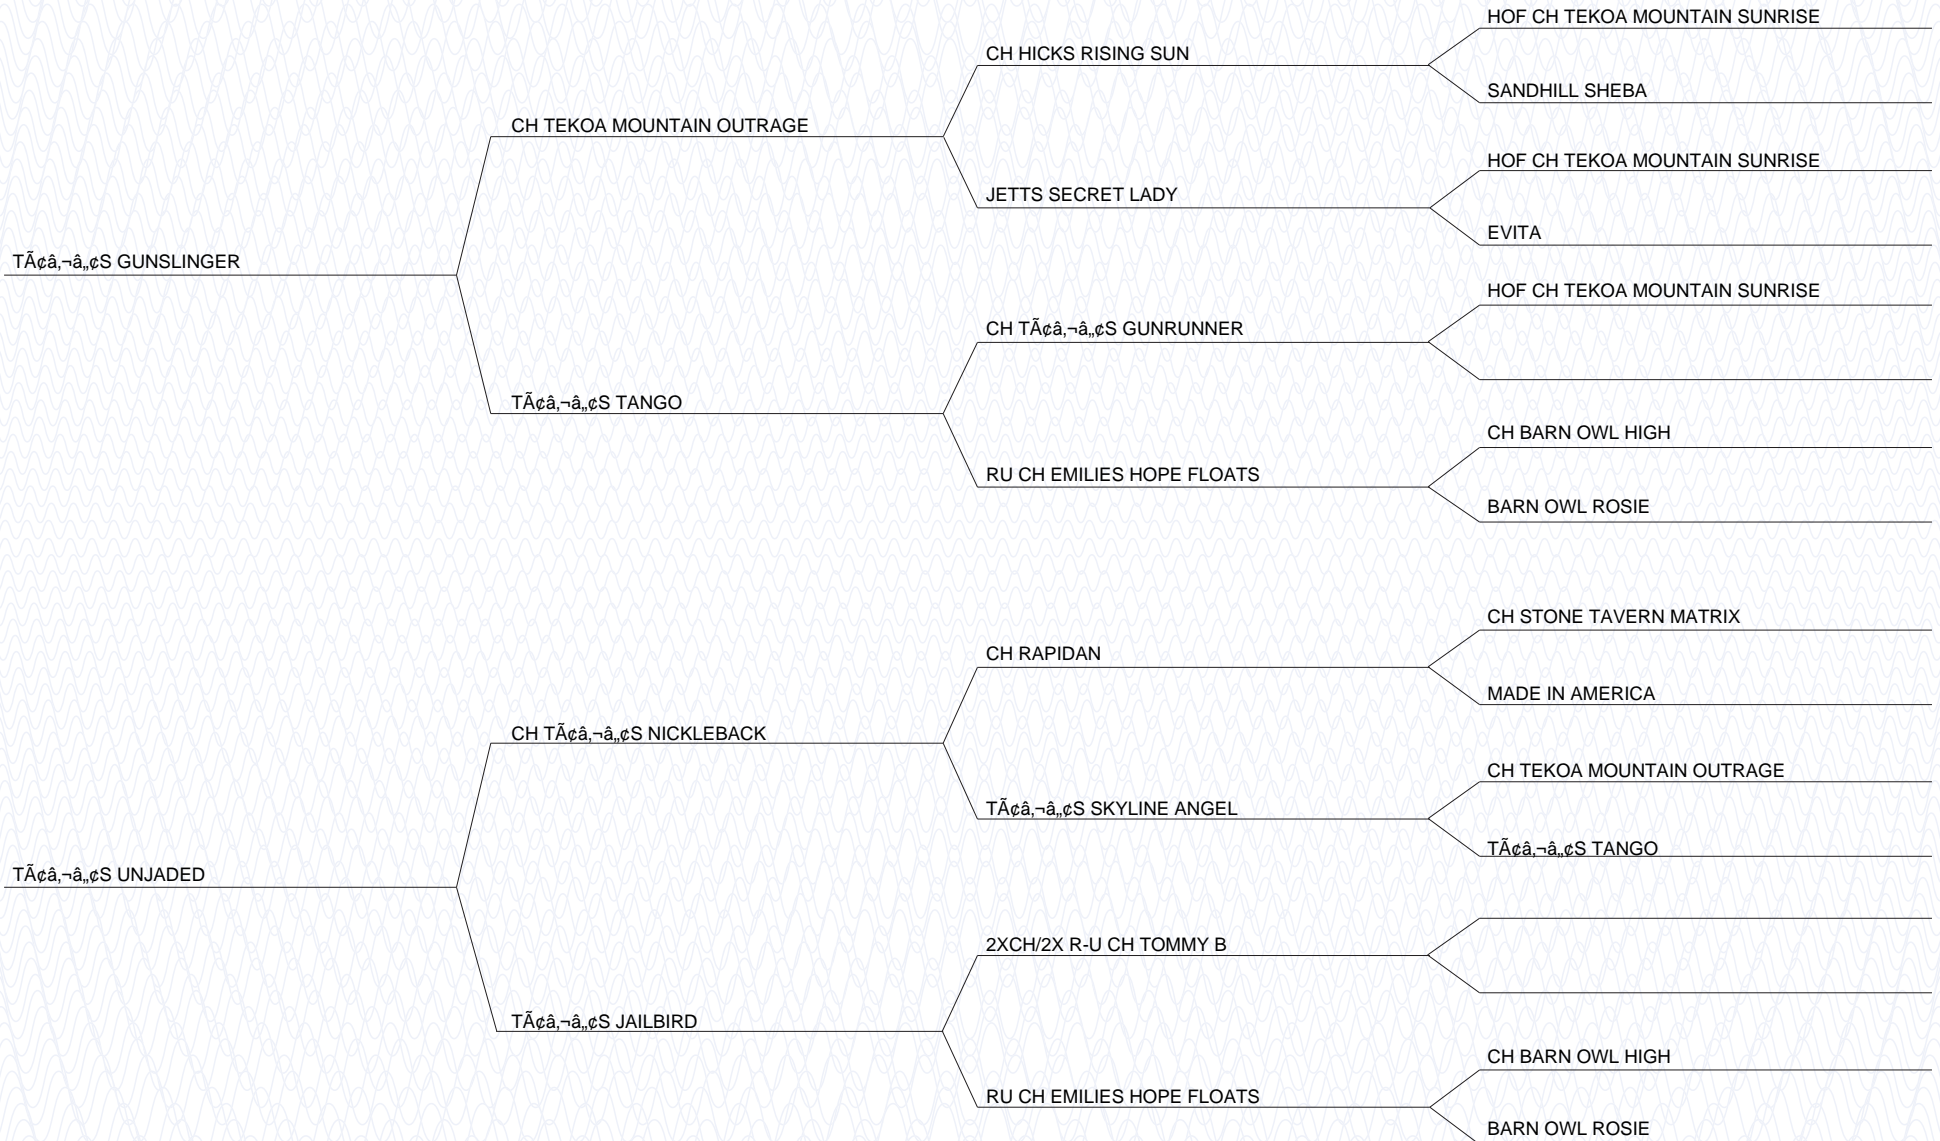 HOF CH TEKOA MOUNTAIN SUNRISE
CH HICKS RISING SUN
SANDHILL SHEBA
CH TEKOA MOUNTAIN OUTRAGE
HOF CH TEKOA MOUNTAIN SUNRISE
JETTS SECRET LADY
EVITA
TÃ¢â‚¬â„¢S GUNSLINGER
HOF CH TEKOA MOUNTAIN SUNRISE
CH TÃ¢â‚¬â„¢S GUNRUNNER
TÃ¢â‚¬â„¢S TANGO
CH BARN OWL HIGH
RU CH EMILIES HOPE FLOATS
BARN OWL ROSIE
CH STONE TAVERN MATRIX
CH RAPIDAN
MADE IN AMERICA
CH TÃ¢â‚¬â„¢S NICKLEBACK
CH TEKOA MOUNTAIN OUTRAGE
TÃ¢â‚¬â„¢S SKYLINE ANGEL
TÃ¢â‚¬â„¢S TANGO
TÃ¢â‚¬â„¢S UNJADED
2XCH/2X R-U CH TOMMY B
TÃ¢â‚¬â„¢S JAILBIRD
CH BARN OWL HIGH
RU CH EMILIES HOPE FLOATS
BARN OWL ROSIE